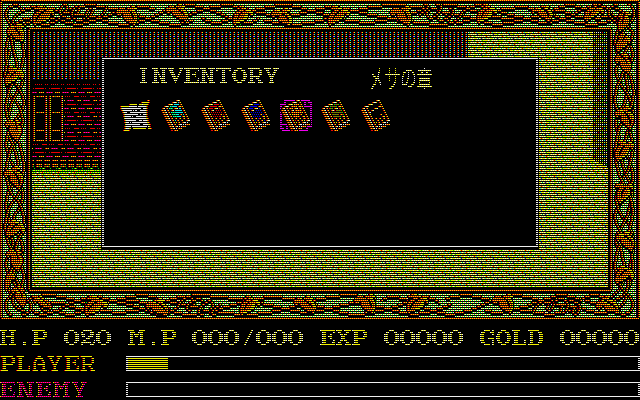 INVENTORY メサの章
H.P 020 M.P 000/000 EXP 00000 GOLD 00000
PLAYER
ENEMY